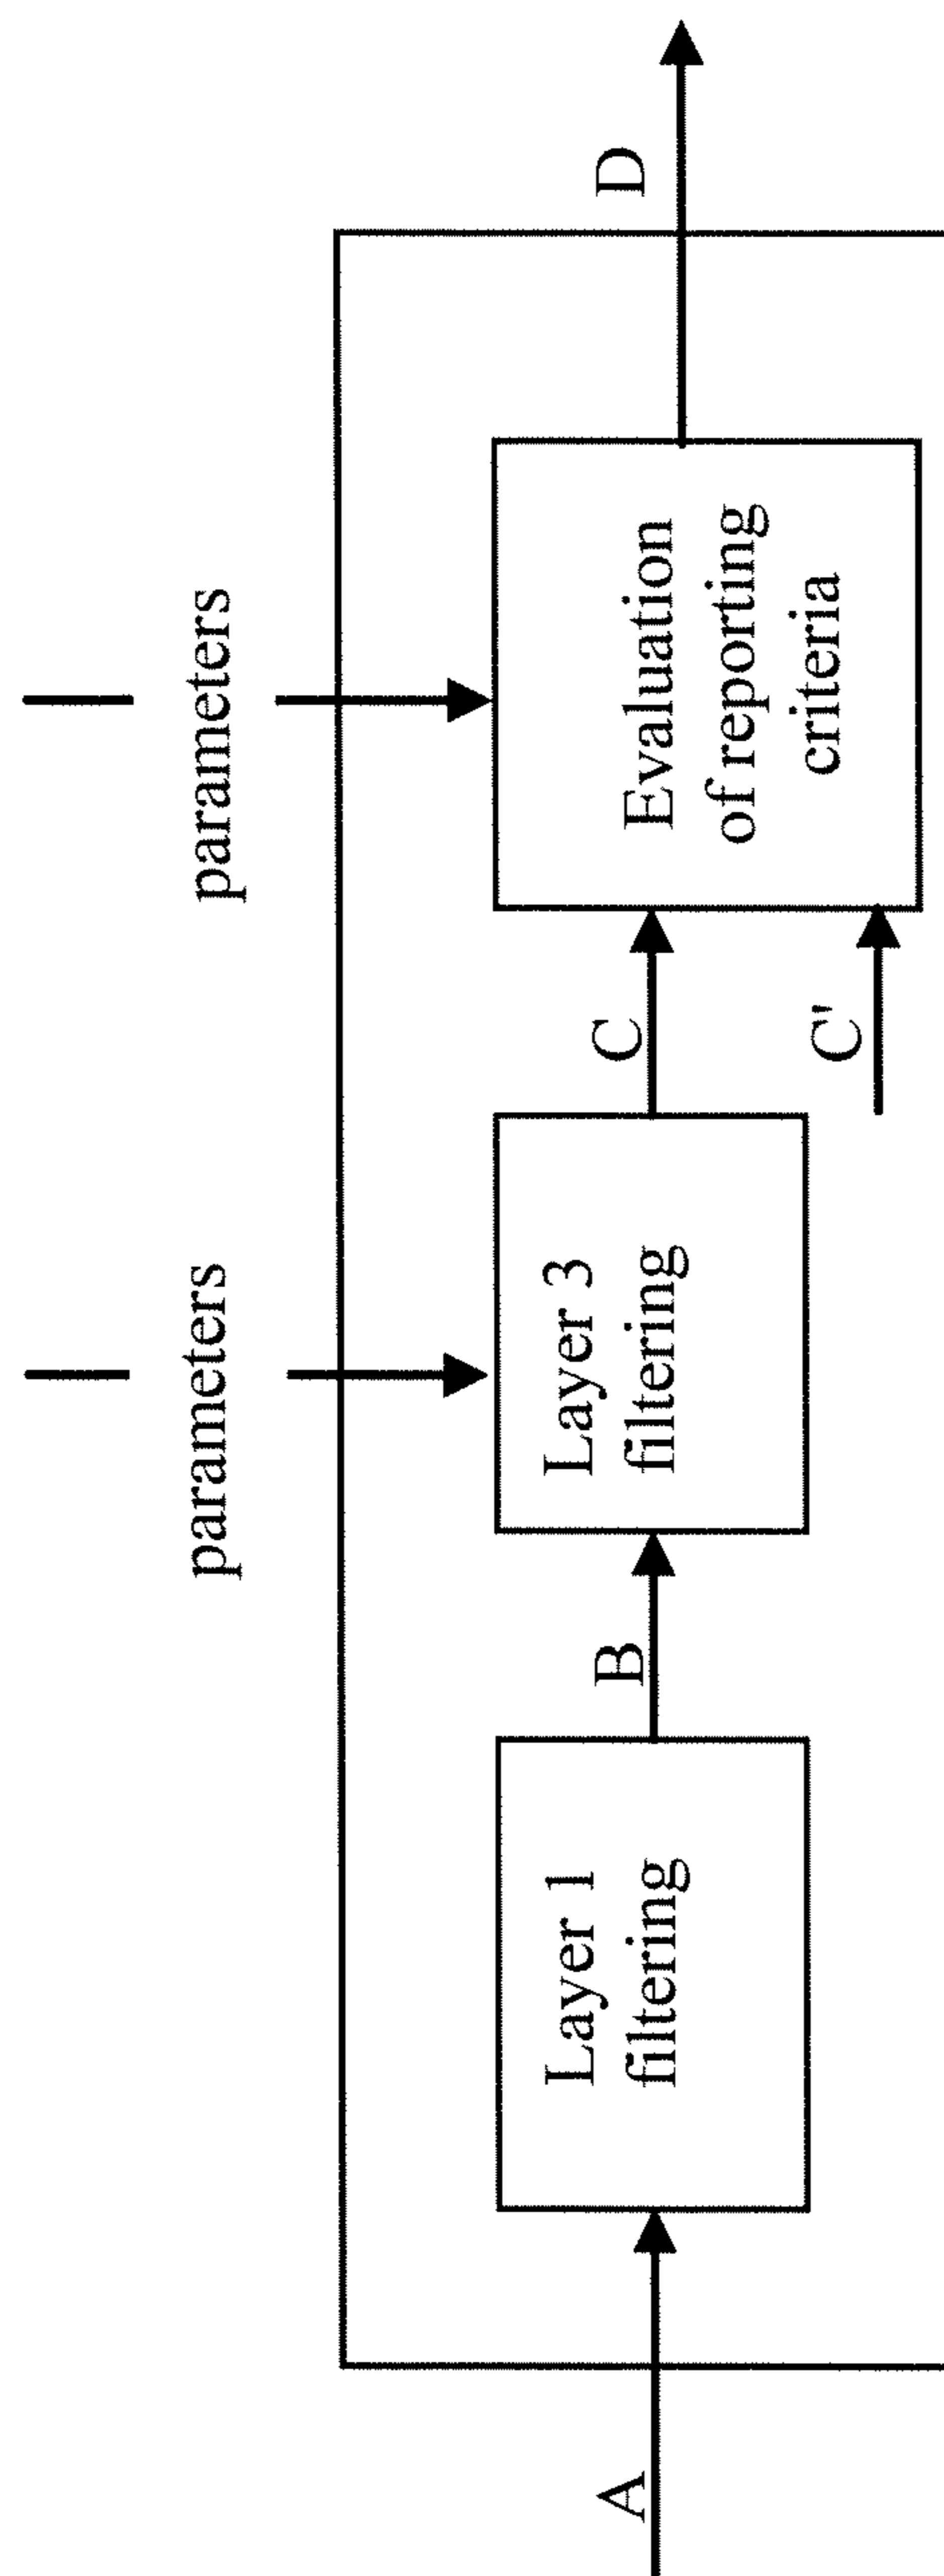 parameters
parameters
A
Layer 1
filtering
B
Layer 3
filtering
C
C'
Evaluation
of reporting
criteria
D